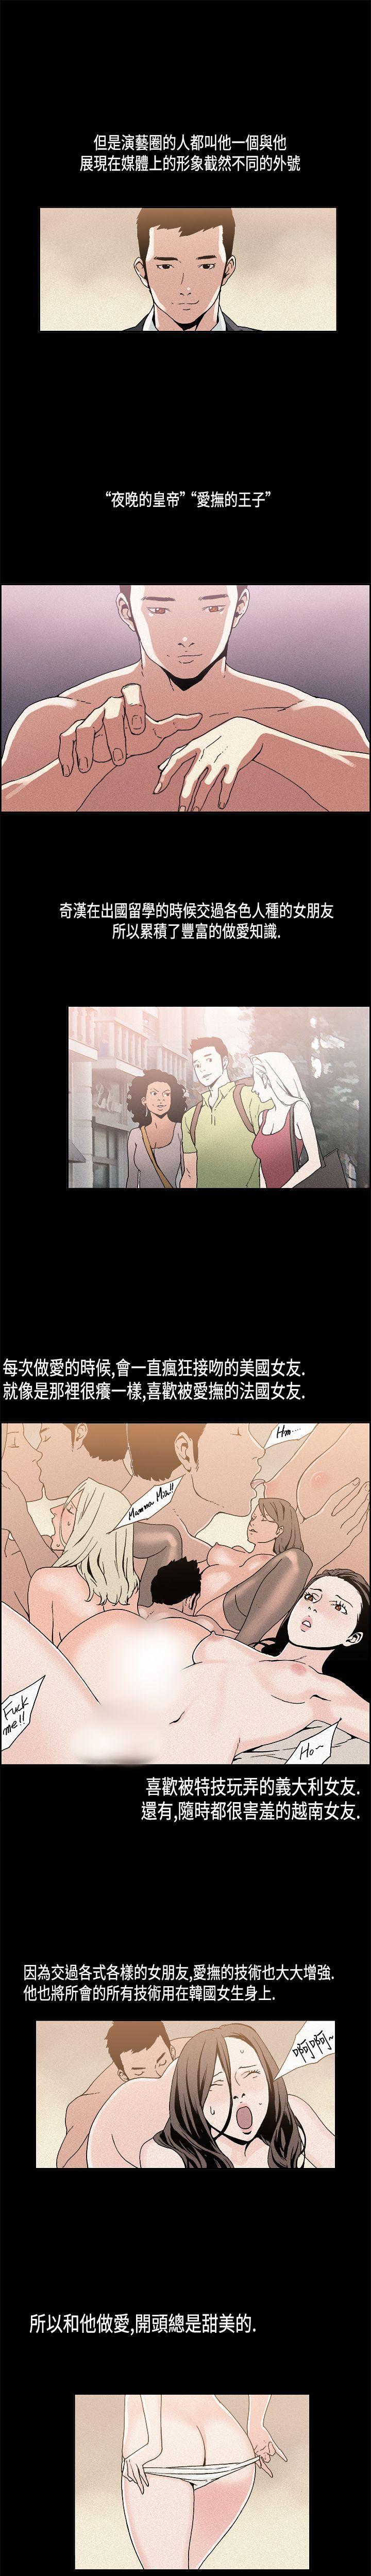 但是演藝圈的人都叫他一個與他
展現在媒體上的形象截然不同的外號
“夜晚的皇帝” “愛撫的王子”
奇漢在出國留學的時候交過各色人種的女朋友
所以累積了豐富的做愛知識.
每次做愛的時候,會一直瘋狂接吻的美國女友.
就像是那裡很癢一樣,喜歡被愛撫的法國女友.
Hm....
Mamma Mia!!
Fuck
me!!
Ho~
喜歡被特技玩弄的義大利女友.
還有,隨時都很害羞的越南女友.
因為交過各式各樣的女朋友,愛撫的技術也大大增強.
他也將所會的所有技術用在韓國女生身上.
啊啊啊~
所以和他做愛,開頭總是甜美的.